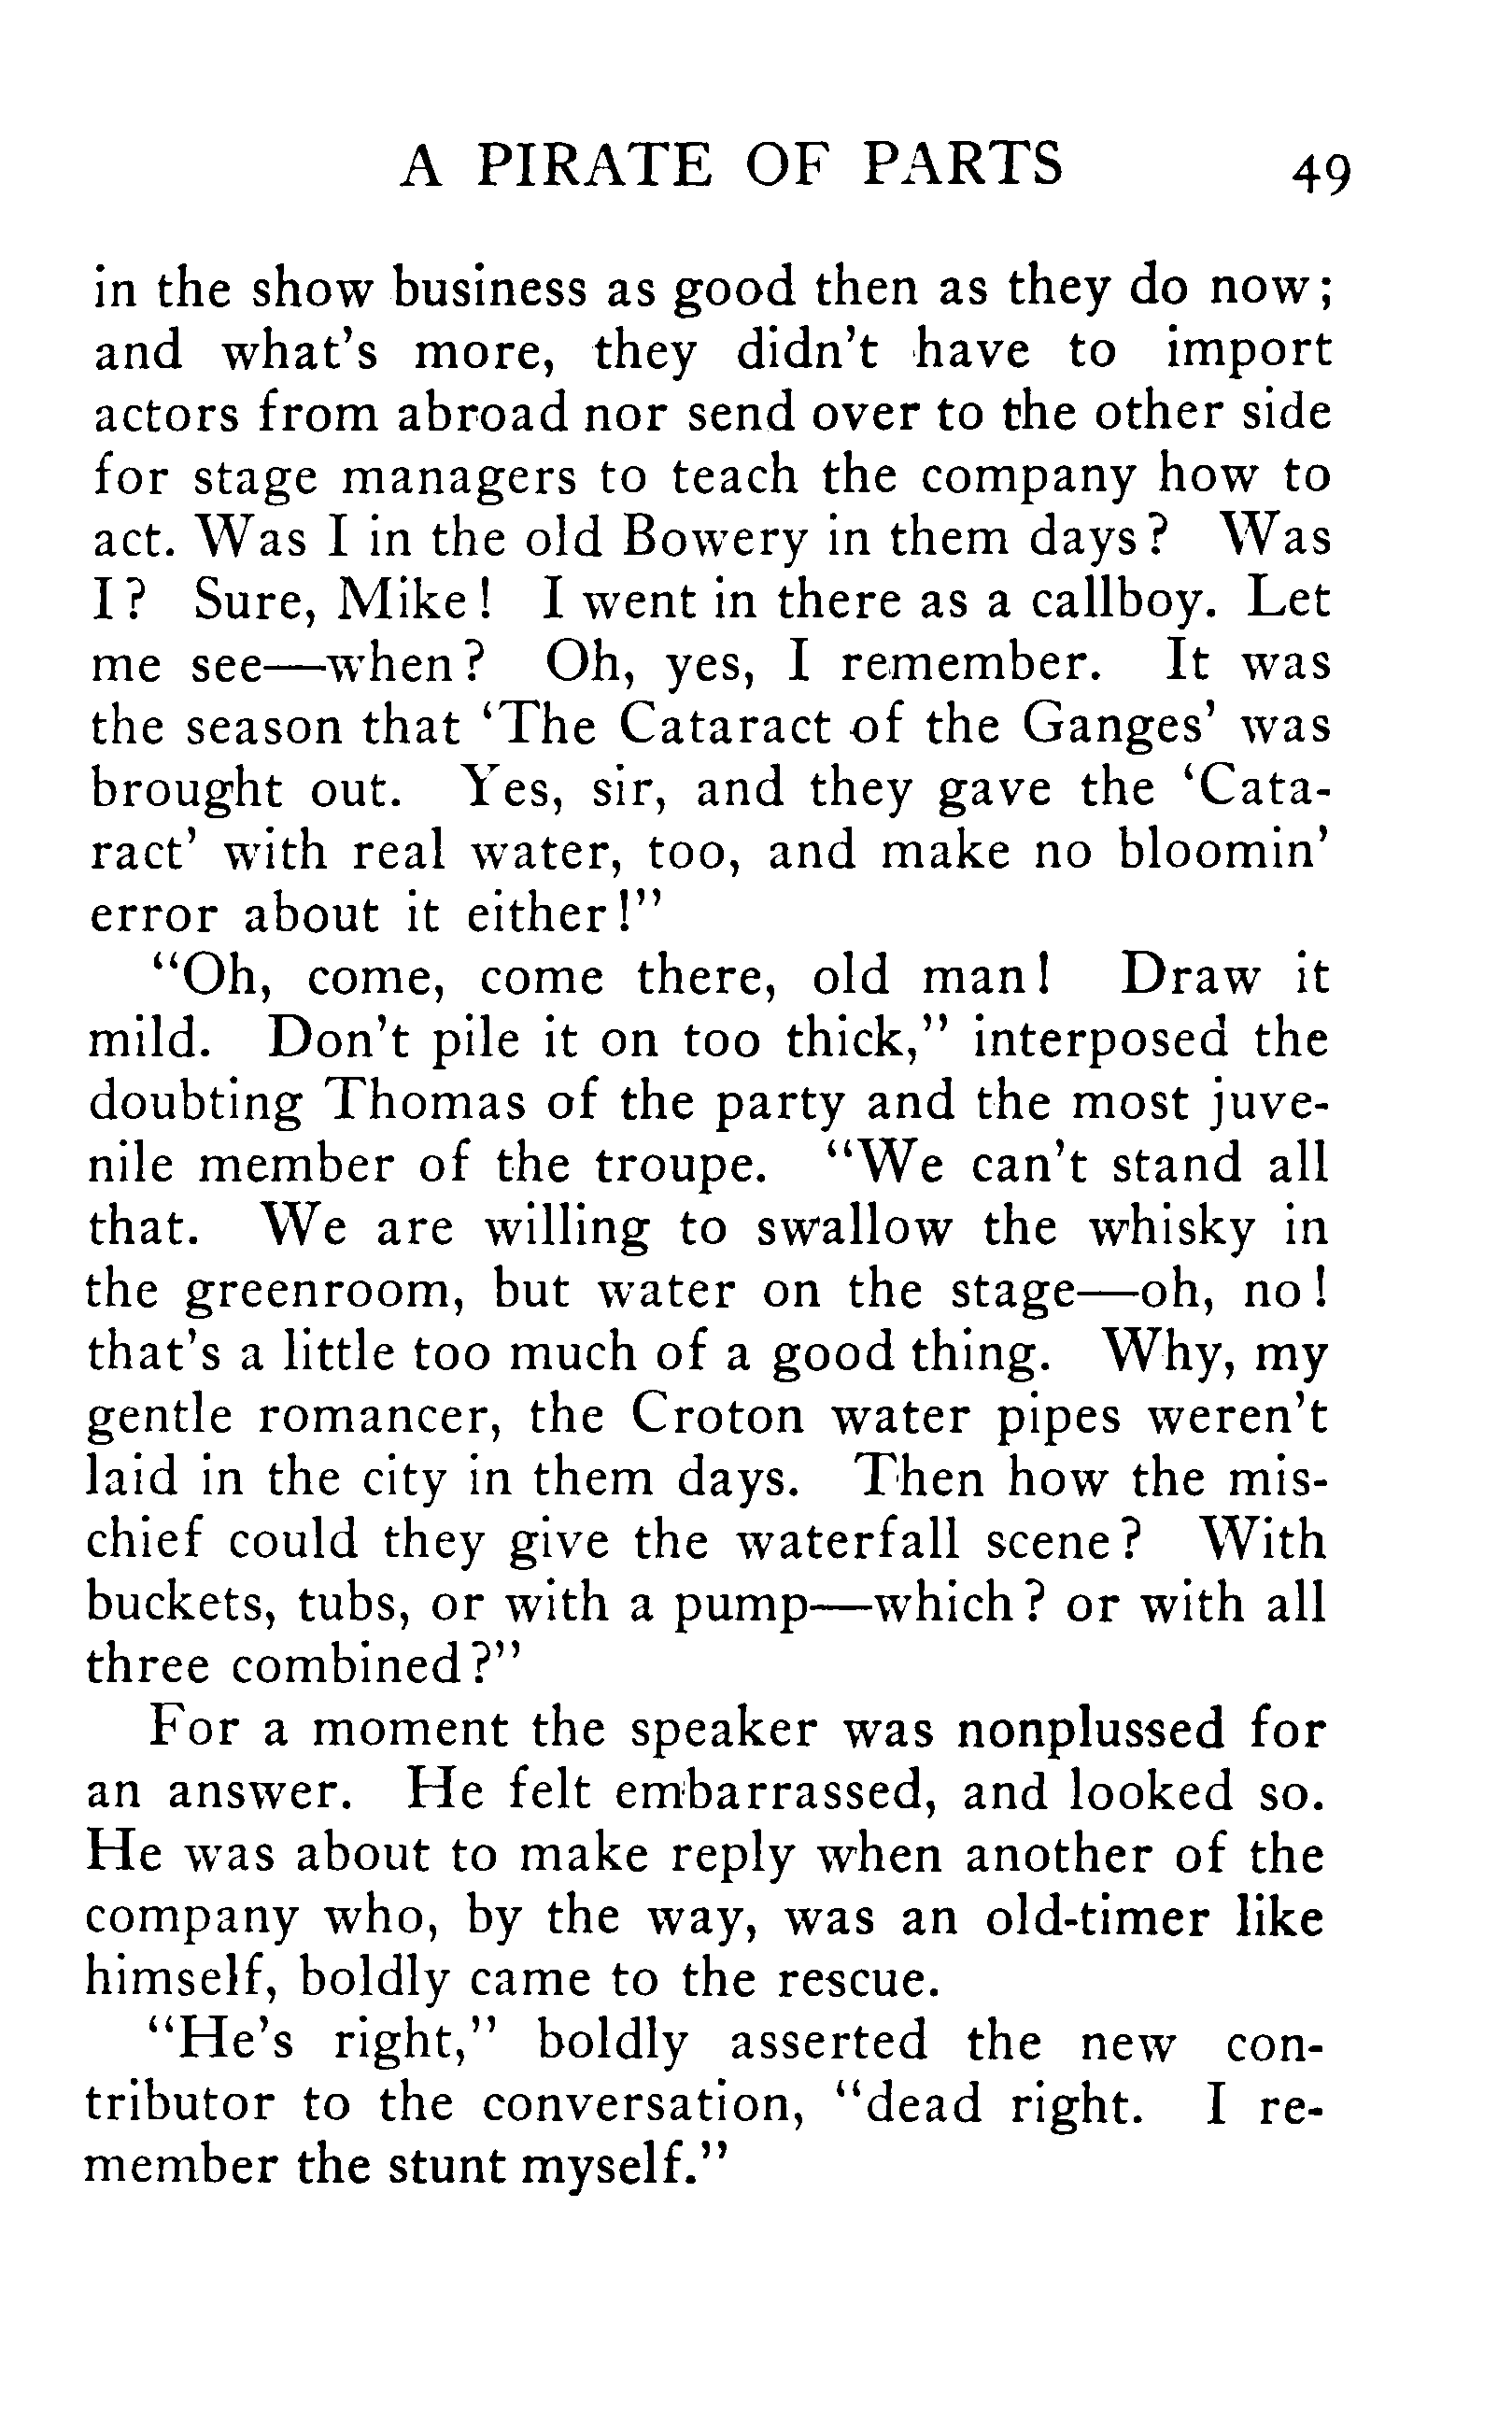 A PIRATE OF PARTS 49
in the show business as good then as they do now;
and what's more, they didn't have to import
actors from abroad nor send over to the other side
for stage managers to teach the company how to
act. Was I in the old Bowery in them days? Was
I? Sure, Mike! I went in there as a callboy. Let
me see—when? Oh, yes, I remember. It was
the season that 'The Cataract of the Ganges' was
brought out. Yes, sir, and they gave the 'Cata-
ract' with real water, too, and make no bloomin'
error about it either!"
"Oh, come, come there, old man! Draw it
mild. Don't pile it on too thick," interposed the
doubting Thomas of the party and the most juve-
nile member of the troupe. "We can't stand all
that. We are willing to swallow the whisky in
the greenroom, but water on the stage—oh, no!
that's a little too much of a good thing. Why, my
gentle romancer, the Croton water pipes weren't
laid in the city in them days. Then how the mis-
chief could they give the waterfall scene? With
buckets, tubs, or with a pump—which? or with all
three combined?"
For a moment the speaker was nonplussed for
an answer. He felt embarrassed, and looked so.
He was about to make reply when another of the
company who, by the way, was an old-timer like
himself, boldly came to the rescue.
"He's right," boldly asserted the new con-
tributor to the conversation, "dead right. I re-
member the stunt myself."